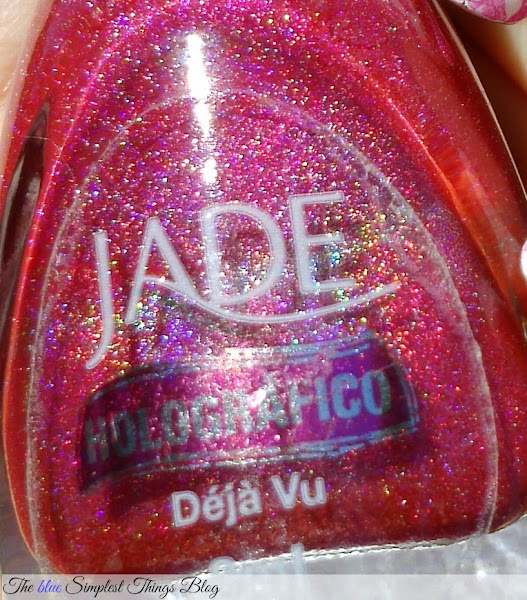 JADE
HOLOGRÁFICO
Déjà Vu
The blue Simplest Things Blog